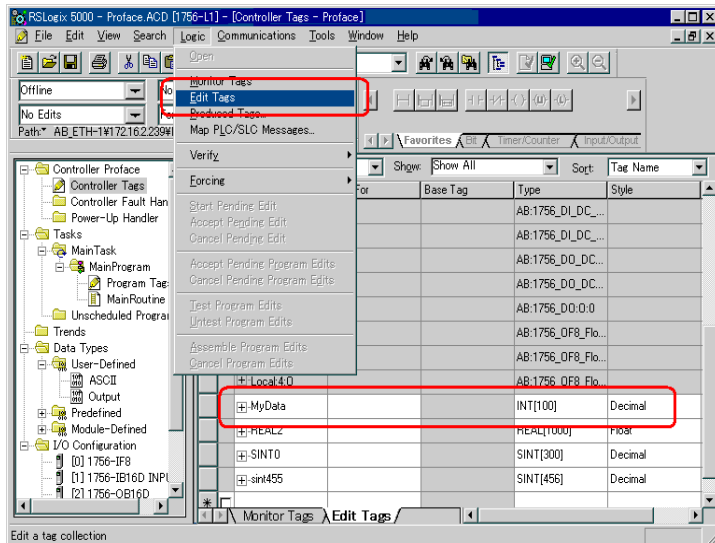 RSLogix 5000 - Proface.ACD [1756-L1] - [Controller Tags - Proface]
File Edit View Search Logic Communications Tools Window Help
Offline
No Edits
Path:* AB_ETH-1¥172.16.2.239¥
Open
Monitor Tags
Edit Tags
Produced Tags...
Map PLC/SLC Messages...
Verify
Forcing
Start Pending Edit
Accept Pending Edit
Cancel Pending Edit
Accept Pending Program Edits
Cancel Pending Program Edits
Test Program Edits
Untest Program Edits
Assemble Program Edits
Cancel Program Edits
Favorites Bit Timer/Counter Input/Output
Show: Show All Sort: Tag Name
For Base Tag Type Style
Controller Proface
Controller Tags
Controller Fault Han
Power-Up Handler
Tasks
MainTask
MainProgram
Program Tag
MainRoutine
Unscheduled Progra
Trends
Data Types
User-Defined
ASCII
Output
Predefined
Module-Defined
I/O Configuration
[0] 1756-IF8
[1] 1756-IB16D INPU
[2] 1756-OB16D
AB:1756_DI_DC_...
AB:1756_DI_DC_...
AB:1756_DO_DC...
AB:1756_DO_DC...
AB:1756_DO:0:0
AB:1756_OF8_Flo...
AB:1756_OF8_Flo...
Local:4:O AB:1756_OF8_Flo...
MyData INT[100] Decimal
REAL2 REAL[1000] Float
SINT0 SINT[300] Decimal
sint455 SINT[456] Decimal
Monitor Tags Edit Tags
Edit a tag collection